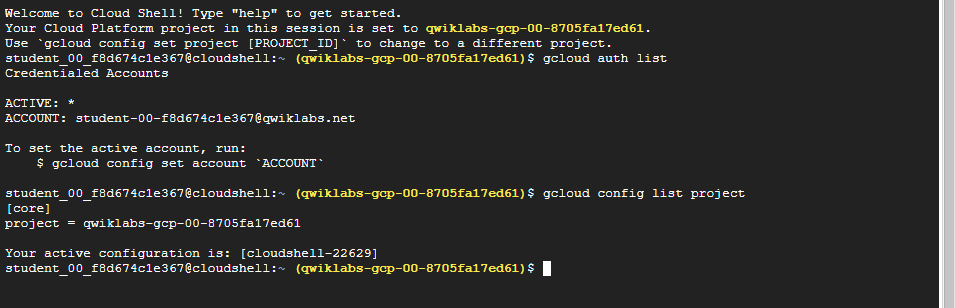 Welcome to Cloud Shell! Type "help" to get started.
Your Cloud Platform project in this session is set to qwiklabs-gcp-00-8705fa17ed61.
Use `gcloud config set project [PROJECT_ID]` to change to a different project.
student_00_f8d674c1e367@cloudshell:~ (qwiklabs-gcp-00-8705fa17ed61)$ gcloud auth list
Credentialed Accounts

ACTIVE: *
ACCOUNT: student-00-f8d674c1e367@qwiklabs.net

To set the active account, run:
    $ gcloud config set account `ACCOUNT`

student_00_f8d674c1e367@cloudshell:~ (qwiklabs-gcp-00-8705fa17ed61)$ gcloud config list project
[core]
project = qwiklabs-gcp-00-8705fa17ed61

Your active configuration is: [cloudshell-22629]
student_00_f8d674c1e367@cloudshell:~ (qwiklabs-gcp-00-8705fa17ed61)$